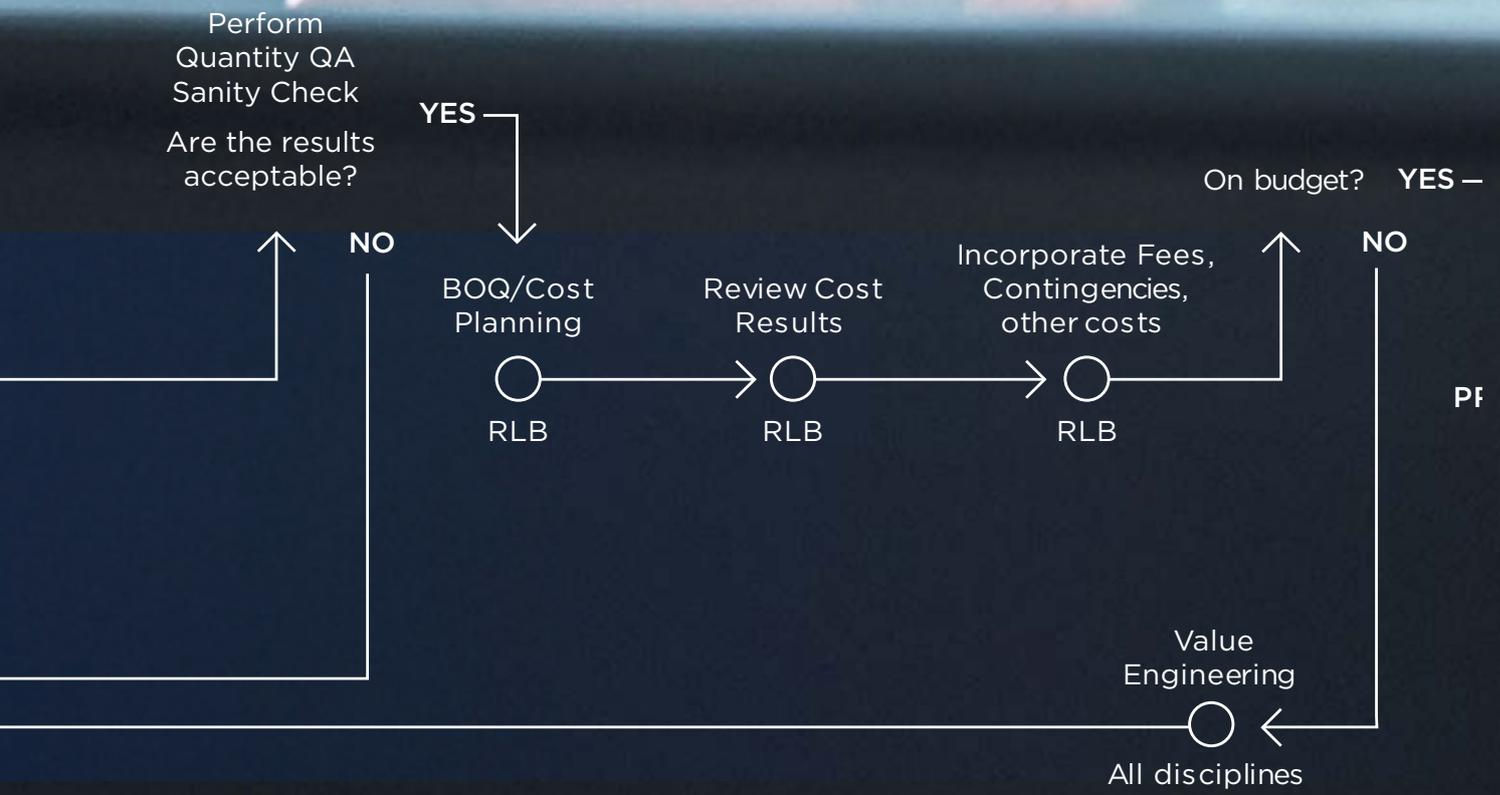 Perform
Quantity QA
Sanity Check
Are the results
acceptable?
YES
NO
BOQ/Cost
Planning
RLB
Review Cost
Results
RLB
Incorporate Fees,
Contingencies,
other costs
RLB
On budget? YES
NO
Value
Engineering
All disciplines